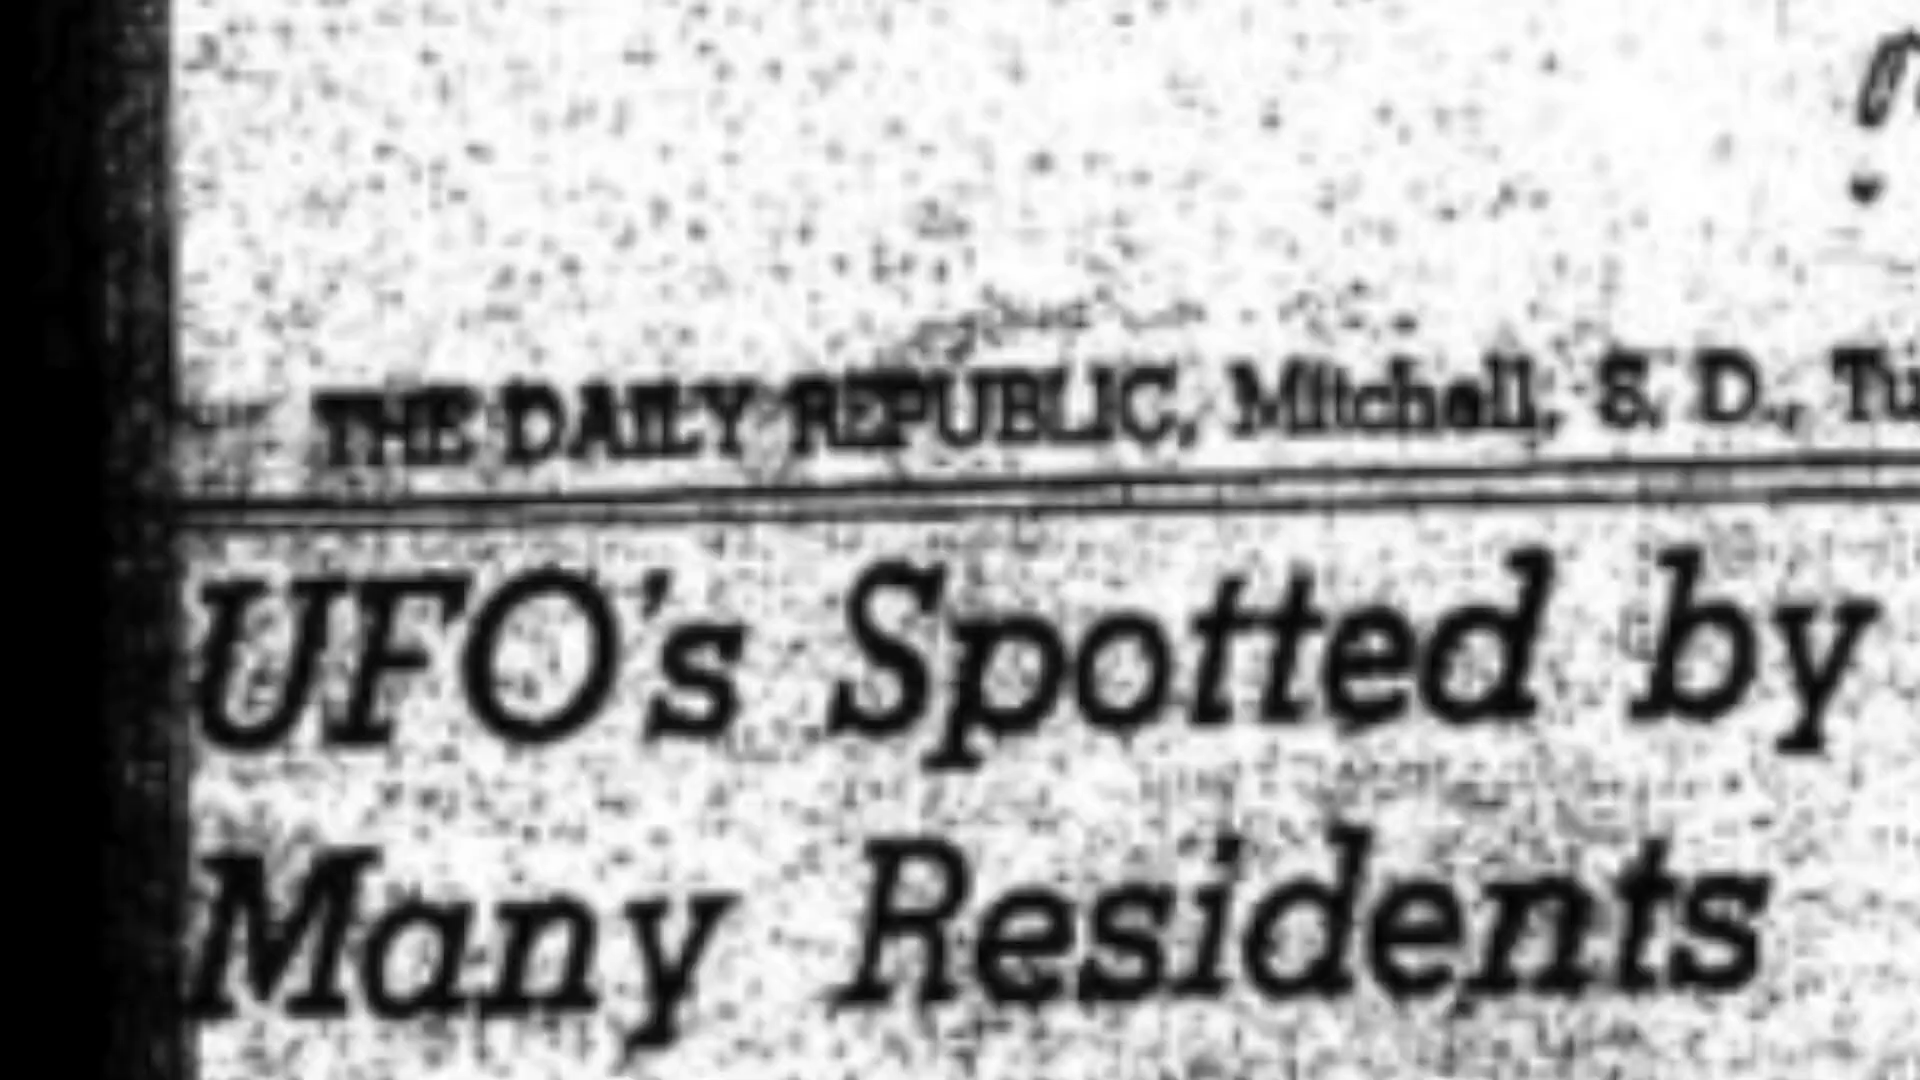 THE DAILY REPUBLIC, Mitchell, S. D., Tu
UFO's Spotted by
Many Residents